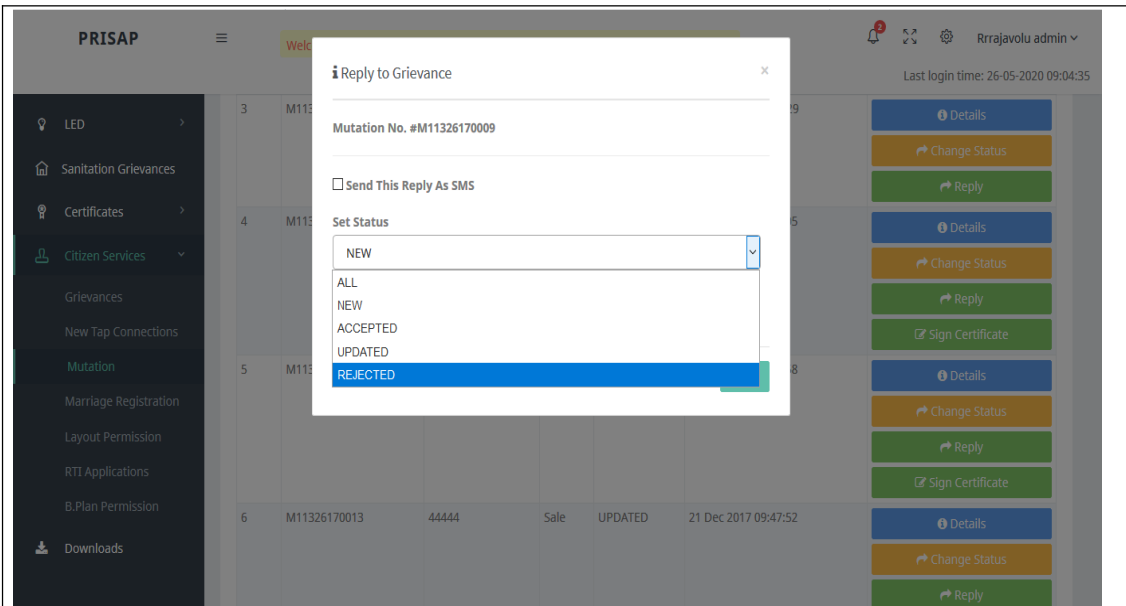 PRISAP
Welc
2
Rrrajavolu admin
Last login time: 26-05-2020 09:04:35
LED
Sanitation Grievances
Certificates
Citizen Services
Grievances
New Tap Connections
Mutation
Marriage Registration
Layout Permission
RTI Applications
B.Plan Permission
Downloads
Reply to Grievance
×
Mutation No. #M11326170009
Send This Reply As SMS
Set Status
NEW
ALL
NEW
ACCEPTED
UPDATED
REJECTED
3 M113 29
Details
Change Status
Reply
4 M113 05
Details
Change Status
Reply
Sign Certificate
5 M113 58
Details
Change Status
Reply
Sign Certificate
6 M11326170013 44444 Sale UPDATED 21 Dec 2017 09:47:52
Details
Change Status
Reply